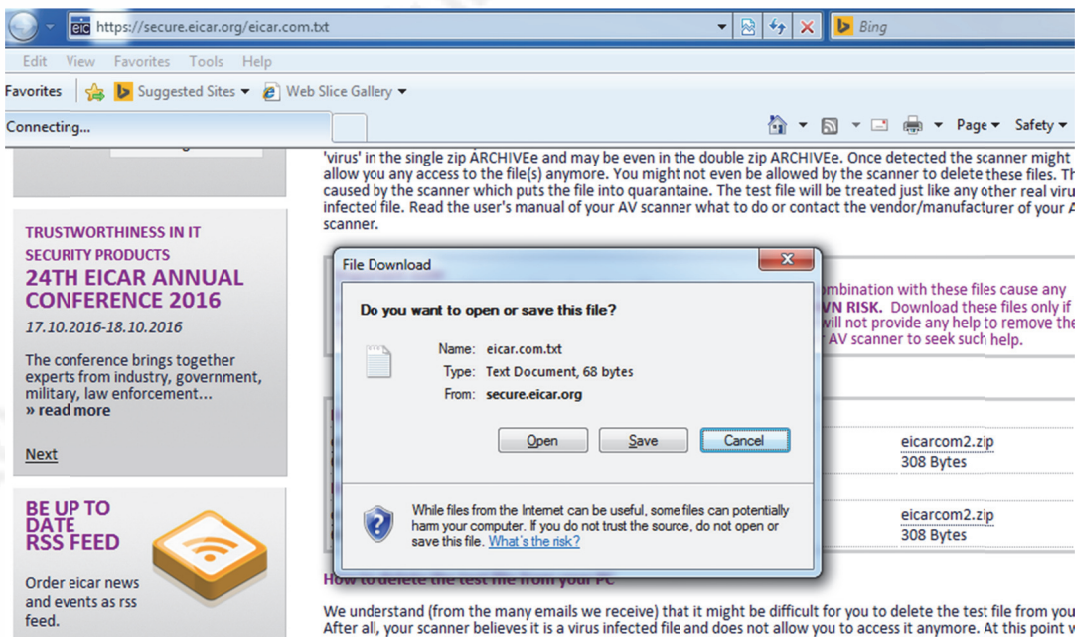 eic https://secure.eicar.org/eicar.com.txt
Bing
Edit View Favorites Tools Help
Favorites Suggested Sites Web Slice Gallery
Connecting...
Page Safety
'virus' in the single zip ARCHIVEe and may be even in the double zip ARCHIVEe. Once detected the scanner might
allow you any access to the file(s) anymore. You might not even be allowed by the scanner to delete these files. Th
caused by the scanner which puts the file into quarantaine. The test file will be treated just like any other real viru
infected file. Read the user's manual of your AV scanner what to do or contact the vendor/manufacturer of your A
scanner.
TRUSTWORTHINESS IN IT
SECURITY PRODUCTS
24TH EICAR ANNUAL
CONFERENCE 2016
17.10.2016-18.10.2016
The conference brings together
experts from industry, government,
military, law enforcement...
» read more
Next
BE UP TO
DATE
RSS FEED
Order eicar news
and events as rss
feed.
File Download
Do you want to open or save this file?
Name: eicar.com.txt
Type: Text Document, 68 bytes
From: secure.eicar.org
Open Save Cancel
While files from the Internet can be useful, some files can potentially
harm your computer. If you do not trust the source, do not open or
save this file. What's the risk?
ombination with these files cause any
WN RISK. Download these files only if
will not provide any help to remove the
AV scanner to seek such help.
eicarcom2.zip
308 Bytes
eicarcom2.zip
308 Bytes
How to delete the test file from your PC
We understand (from the many emails we receive) that it might be difficult for you to delete the test file from you
After all, your scanner believes it is a virus infected file and does not allow you to access it anymore. At this point w